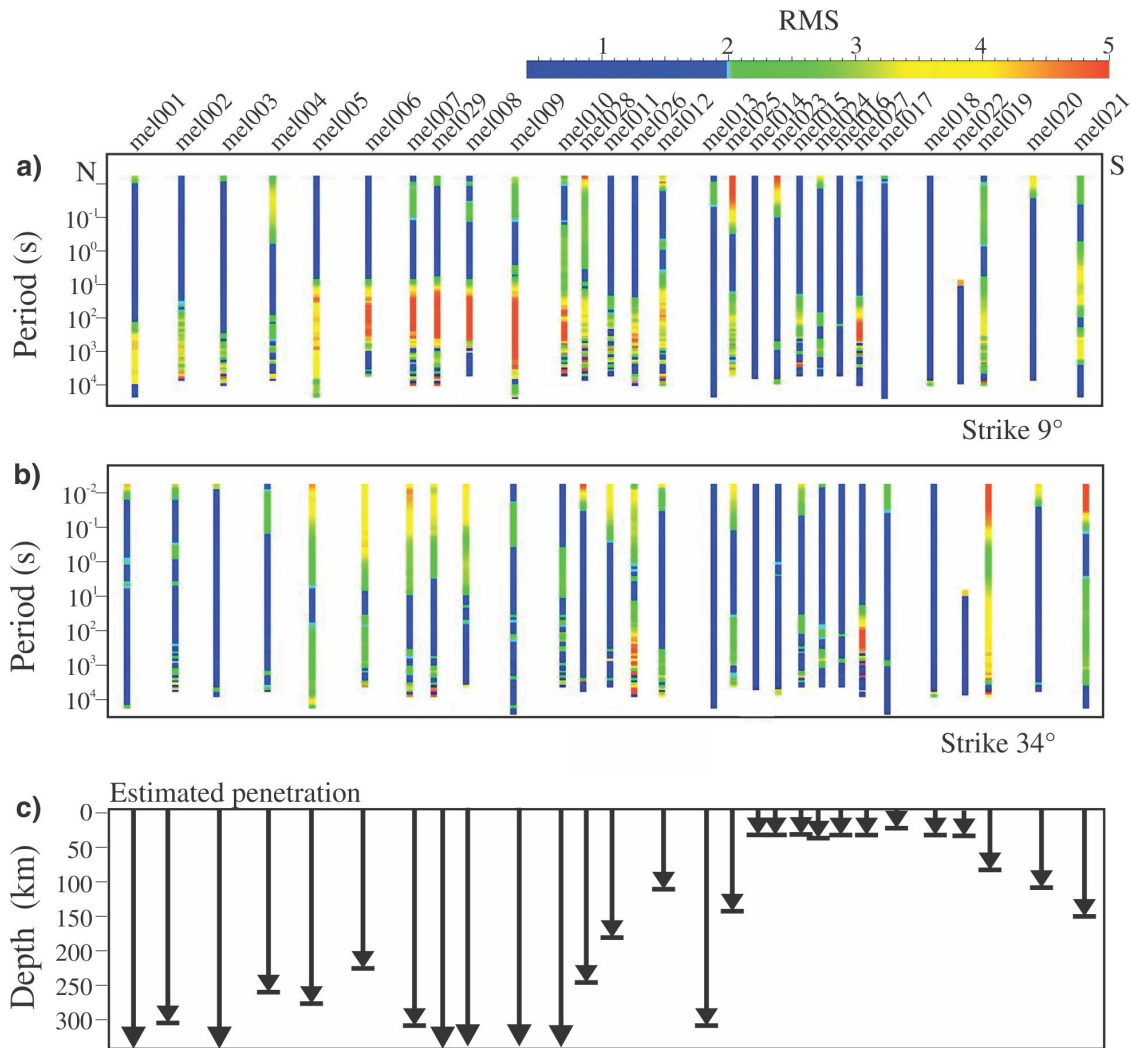 RMS
1 2 3 4 5
mel001 mel002 mel003 mel004 mel005 mel006 mel007 mel029 mel008 mel009 mel010 mel028 mel011 mel026 mel012 mel013 mel025 mel014 mel023 mel015 mel024 mel016 mel027 mel017 mel018 mel022 mel019 mel020 mel021
a) N S
Period (s)
10-1
100
101
102
103
104
Strike 9°
b)
Period (s)
10-2
10-1
100
101
102
103
104
Strike 34°
c) Estimated penetration
Depth (km)
0
50
100
150
200
250
300